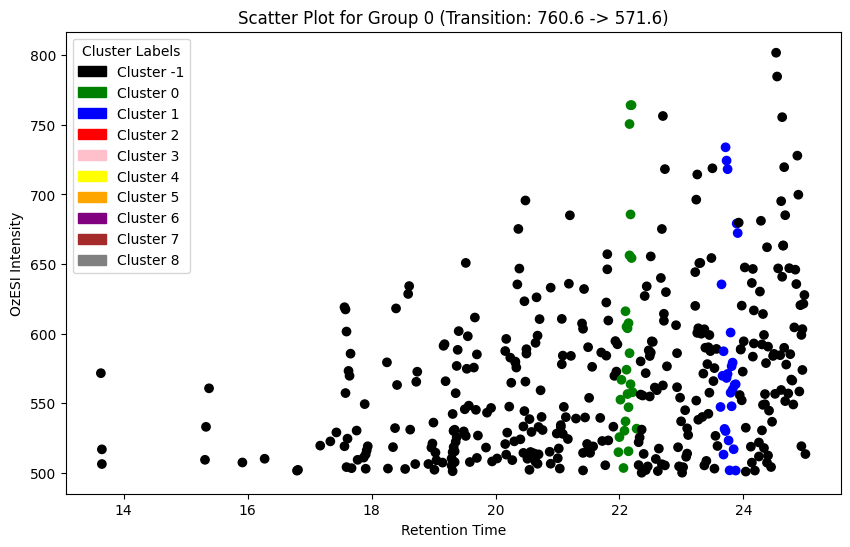 Scatter Plot for Group 0 (Transition: 760.6 -> 571.6)
Cluster Labels
Cluster -1
Cluster 0
Cluster 1
Cluster 2
Cluster 3
Cluster 4
Cluster 5
Cluster 6
Cluster 7
Cluster 8
OzESI Intensity
800
750
700
650
600
550
500
14 16 18 20 22 24
Retention Time